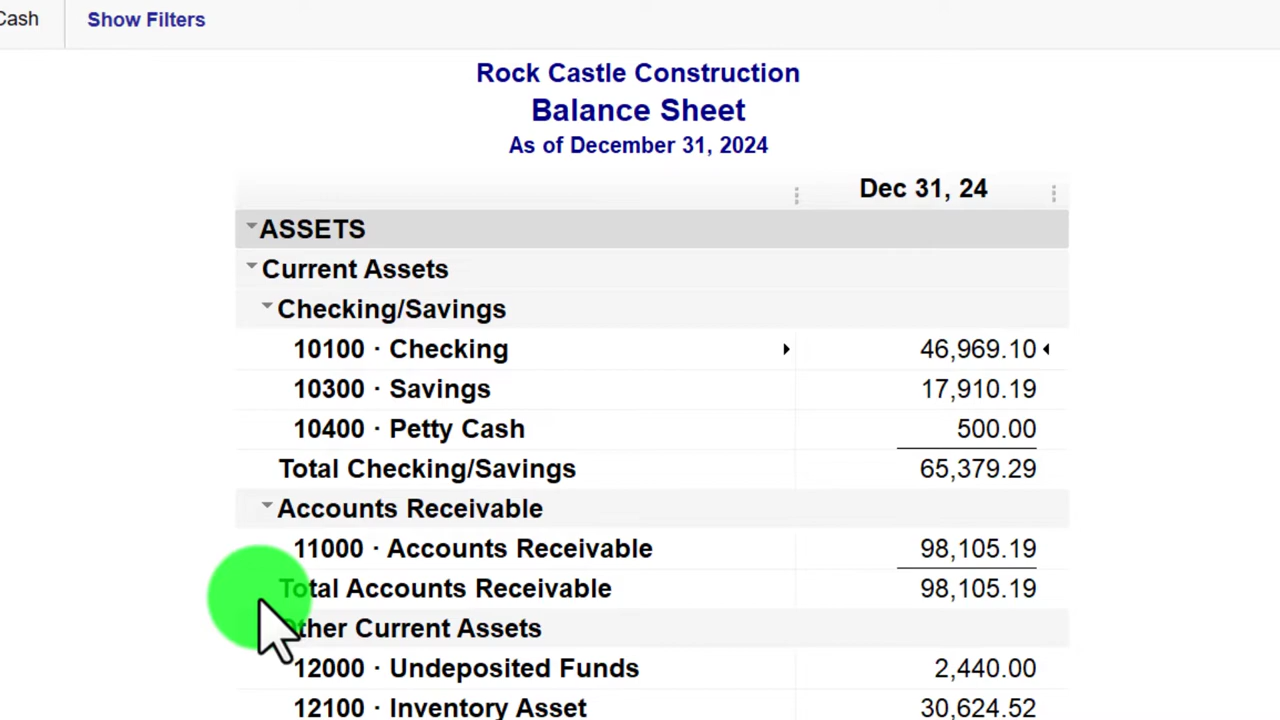 Cash Show Filters
Rock Castle Construction
Balance Sheet
As of December 31, 2024
Dec 31, 24
ASSETS
Current Assets
Checking/Savings
10100 · Checking 46,969.10
10300 · Savings 17,910.19
10400 · Petty Cash 500.00
Total Checking/Savings 65,379.29
Accounts Receivable
11000 · Accounts Receivable 98,105.19
Total Accounts Receivable 98,105.19
Other Current Assets
12000 · Undeposited Funds 2,440.00
12100 · Inventory Asset 30,624.52